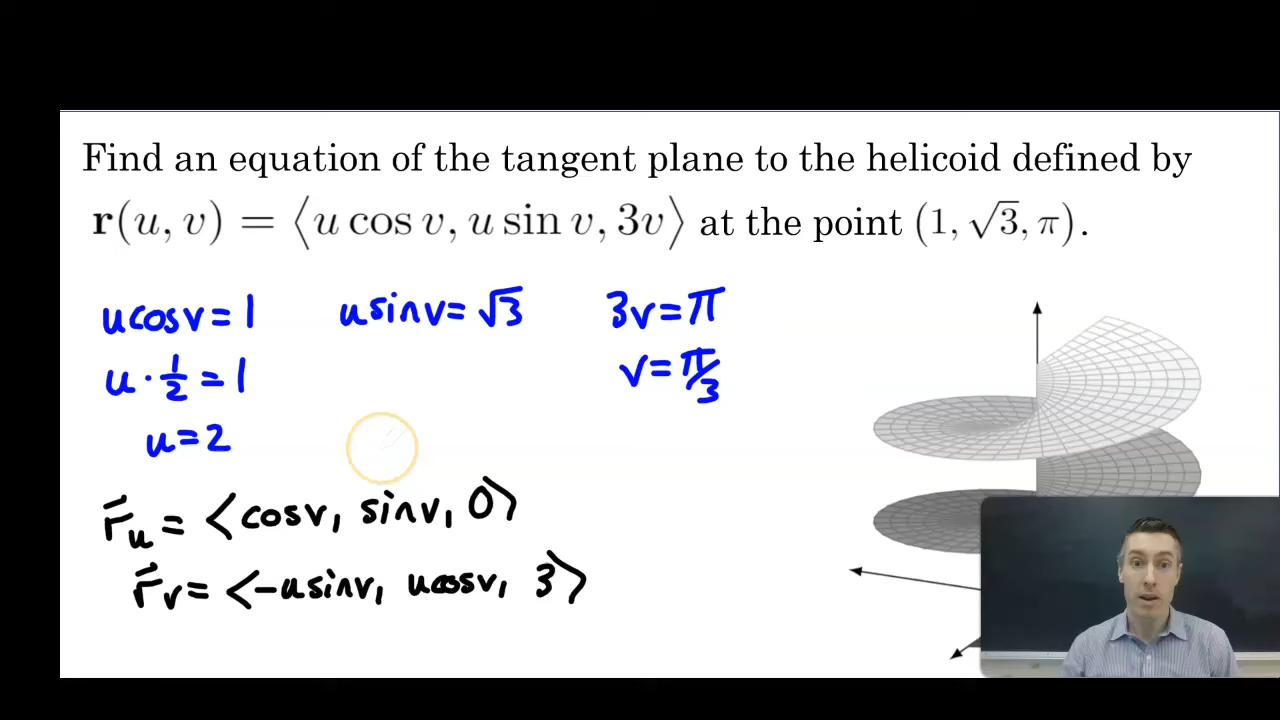 Find an equation of the tangent plane to the helicoid defined by
r(u, v) = ⟨u cos v, u sin v, 3v⟩ at the point (1, √3, π).
ucosv=1 usinv=√3 3v=π
u·1/2=1 v=π/3
u=2
r⃗u = ⟨cosv, sinv, 0⟩
r⃗v = ⟨-usinv, ucosv, 3⟩